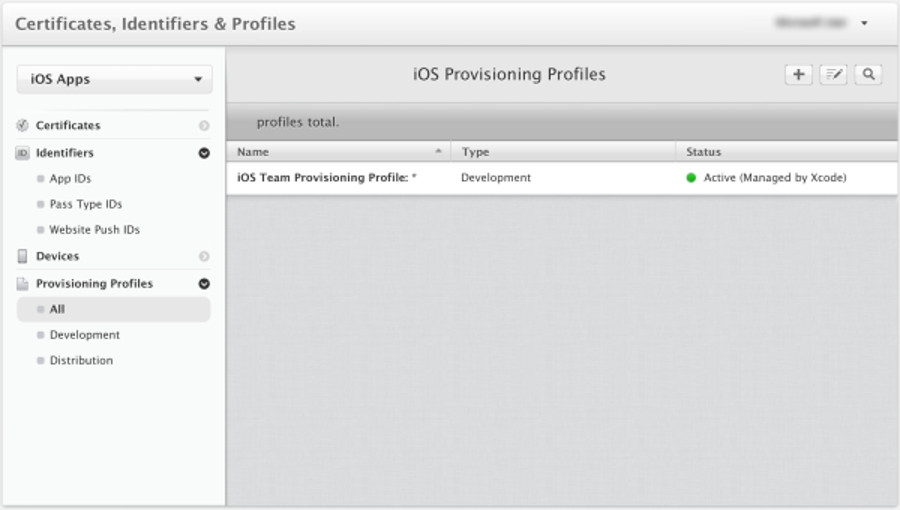 Certificates, Identifiers & Profiles
iOS Apps
Certificates
ID Identifiers
App IDs
Pass Type IDs
Website Push IDs
Devices
Provisioning Profiles
All
Development
Distribution
iOS Provisioning Profiles
profiles total.
Name Type Status
iOS Team Provisioning Profile: * Development Active (Managed by Xcode)